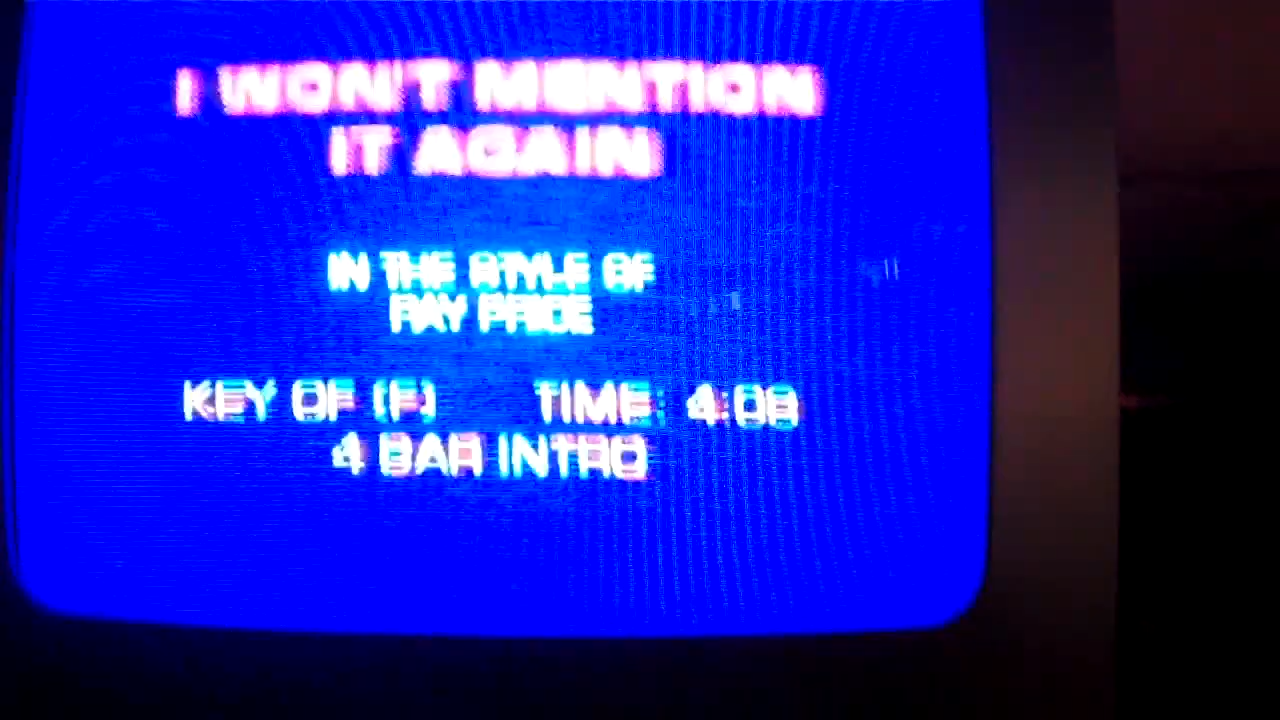 I WON'T MENTION
IT AGAIN
IN THE STYLE OF
RAY PRICE
KEY OF (F) TIME: 4:08
4 BAR INTRO